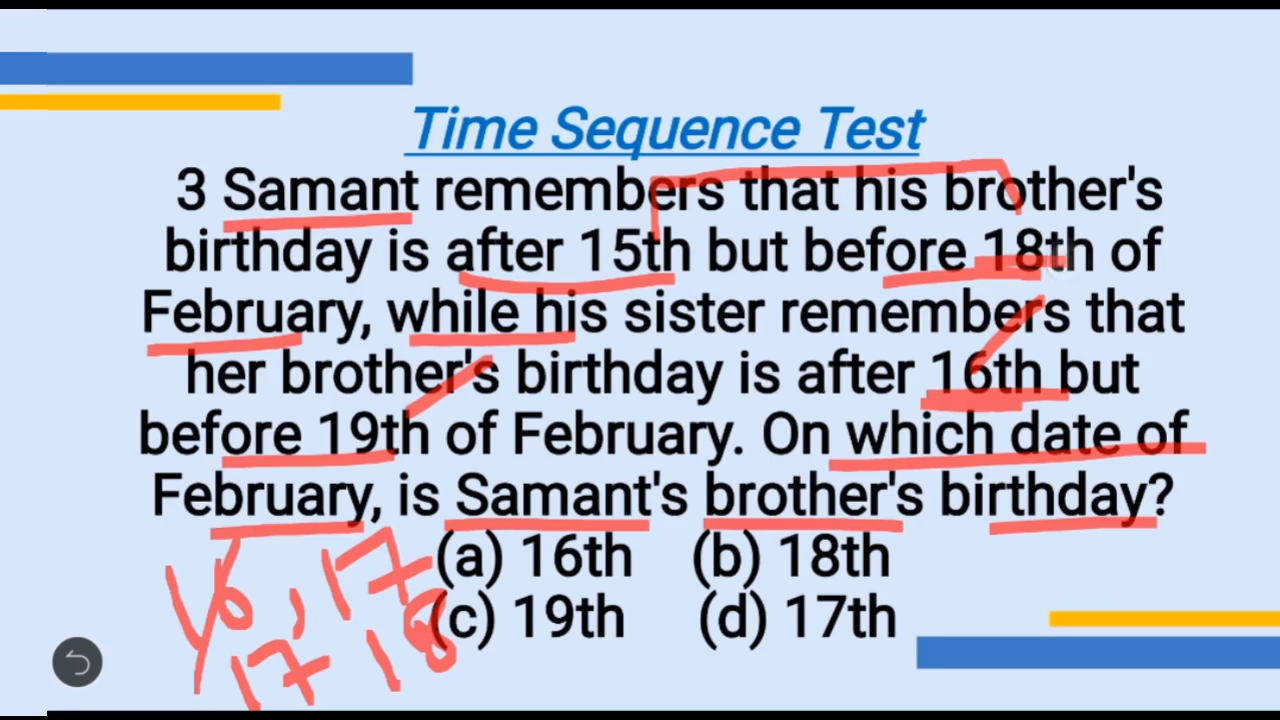 Time Sequence Test
3 Samant remembers that his brother's
birthday is after 15th but before 18th of
February, while his sister remembers that
her brother's birthday is after 16th but
before 19th of February. On which date of
February, is Samant's brother's birthday?
(a) 16th (b) 18th
(c) 19th (d) 17th
16, 17
17 18